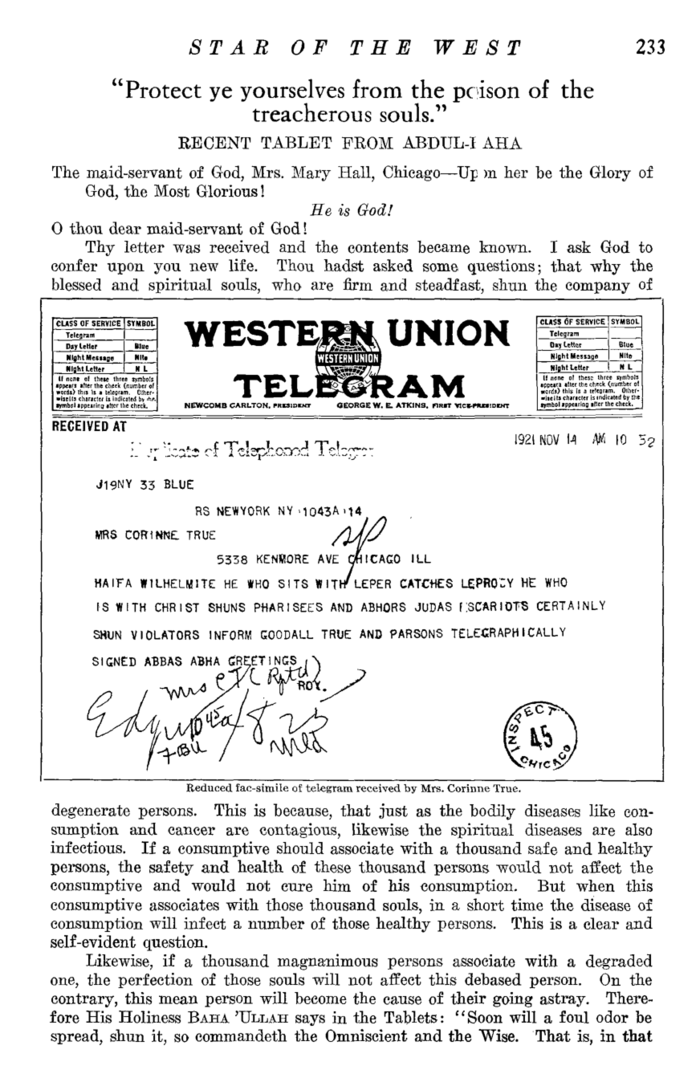 STAR OF THE WEST 233
“Protect ye yourselves from the poison of the
treacherous souls.”
RECENT TABLET FROM ABDUL-BAHA
The maid-servant of God, Mrs. Mary Hall, Chicago—Upon her be the Glory of
God, the Most Glorious!
He is God!
O thou dear maid-servant of God!
Thy letter was received and the contents became known. I ask God to
confer upon you new life. Thou hadst asked some questions; that why the
blessed and spiritual souls, who are firm and steadfast, shun the company of
CLASS OF SERVICE SYMBOL
Telegram
Day Letter Blue
Night Message Nite
Night Letter N L
If none of these three symbols
appears after the check (number of
words) this is a telegram. Other-
wise its character is indicated by the
symbol appearing after the check.
WESTERN UNION
WESTERN UNION
TELEGRAM
NEWCOMB CARLTON, PRESIDENT GEORGE W. E. ATKINS, FIRST VICE-PRESIDENT
CLASS OF SERVICE SYMBOL
Telegram
Day Letter Blue
Night Message Nite
Night Letter N L
If none of these three symbols
appears after the check (number of
words) this is a telegram. Other-
wise its character is indicated by the
symbol appearing after the check.
RECEIVED AT
Duplicate of Telephoned Telegram
1921 NOV 14 AM 10 52
J19NY 33 BLUE
RS NEWYORK NY 1043A 14
MRS CORINNE TRUE
5338 KENMORE AVE CHICAGO ILL
HAIFA WILHELMITE HE WHO SITS WITH LEPER CATCHES LEPROSY HE WHO
IS WITH CHRIST SHUNS PHARISEES AND ABHORS JUDAS ISCARIOTS CERTAINLY
SHUN VIOLATORS INFORM GOODALL TRUE AND PARSONS TELEGRAPHICALLY
SIGNED ABBAS ABHA GREETINGS
Mrs
ROY.
INSPECT
45
CHICAGO
Reduced fac-simile of telegram received by Mrs. Corinne True.
degenerate persons. This is because, that just as the bodily diseases like con-
sumption and cancer are contagious, likewise the spiritual diseases are also
infectious. If a consumptive should associate with a thousand safe and healthy
persons, the safety and health of these thousand persons would not affect the
consumptive and would not cure him of his consumption. But when this
consumptive associates with those thousand souls, in a short time the disease of
consumption will infect a number of those healthy persons. This is a clear and
self-evident question.
Likewise, if a thousand magnanimous persons associate with a degraded
one, the perfection of those souls will not affect this debased person. On the
contrary, this mean person will become the cause of their going astray. There-
fore His Holiness BAHA ’ULLAH says in the Tablets: “Soon will a foul odor be
spread, shun it, so commandeth the Omniscient and the Wise. That is, in that